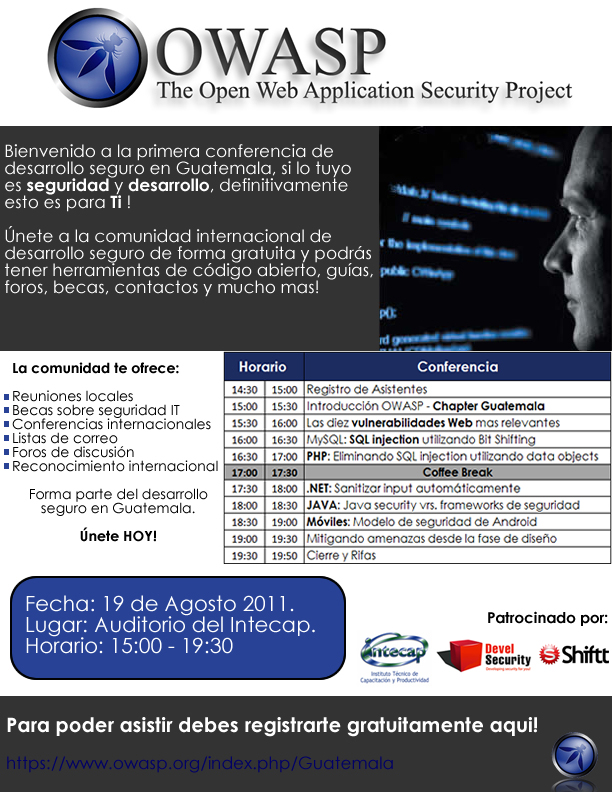 OWASP
The Open Web Application Security Project
Bienvenido a la primera conferencia de
desarrollo seguro en Guatemala, si lo tuyo
es seguridad y desarrollo, definitivamente
esto es para Ti !
Únete a la comunidad internacional de
desarrollo seguro de forma gratuita y podrás
tener herramientas de código abierto, guías,
foros, becas, contactos y mucho mas!
// main symbols
public CWinApp
La comunidad te ofrece:
Reuniones locales
Becas sobre seguridad IT
Conferencias internacionales
Listas de correo
Foros de discusión
Reconocimiento internacional
Forma parte del desarrollo
seguro en Guatemala.
Únete HOY!
Horario Conferencia
14:30 15:00 Registro de Asistentes
15:00 15:30 Introducción OWASP - Chapter Guatemala
15:30 16:00 Las diez vulnerabilidades Web mas relevantes
16:00 16:30 MySQL: SQL injection utilizando Bit Shifting
16:30 17:00 PHP: Eliminando SQL injection utilizando data objects
17:00 17:30 Coffee Break
17:30 18:00 .NET: Sanitizar input automáticamente
18:00 18:30 JAVA: Java security vrs. frameworks de seguridad
18:30 19:00 Móviles: Modelo de seguridad de Android
19:00 19:30 Mitigando amenazas desde la fase de diseño
19:30 19:50 Cierre y Rifas
Fecha: 19 de Agosto 2011.
Lugar: Auditorio del Intecap.
Horario: 15:00 - 19:30
Patrocinado por:
intecap
Instituto Técnico de
Capacitación y Productividad
Devel
Security
Developing security for you!
Shiftt
Para poder asistir debes registrarte gratuitamente aqui!
https://www.owasp.org/index.php/Guatemala